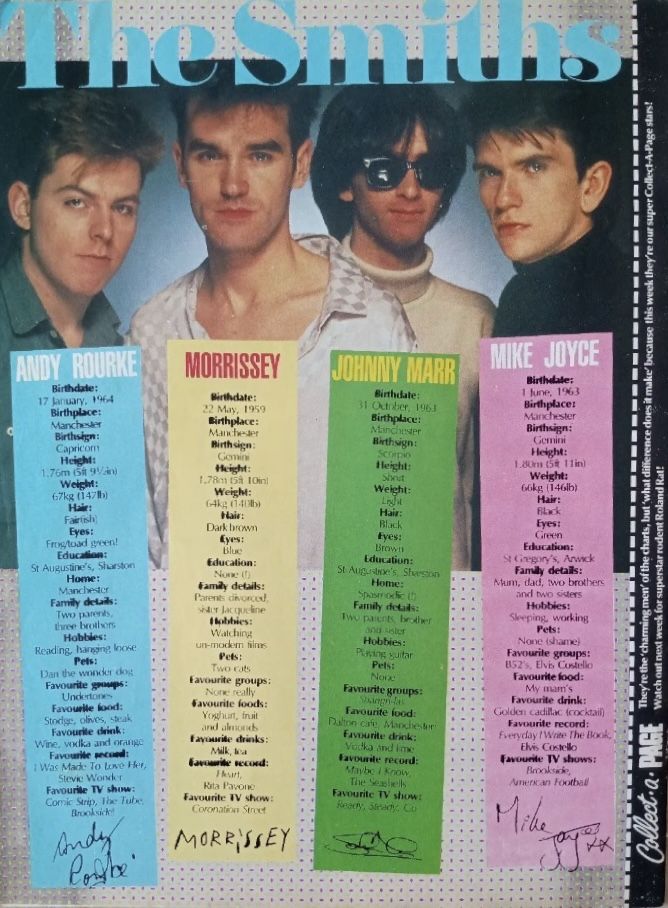 The Smiths
ANDY ROURKE
Birthdate:
17 January, 1964
Birthplace:
Manchester
Birthsign:
Capricorn
Height:
1.76m (5ft 9½in)
Weight:
67kg (147lb)
Hair:
Fair(ish)
Eyes:
Frog/toad green!
Education:
St Augustine's, Sharston
Home:
Manchester
Family details:
Two parents,
three brothers
Hobbies:
Reading, hanging loose
Pets:
Dan the wonder dog
Favourite groups:
Undertones
Favourite food:
Stodge, olives, steak
Favourite drink:
Wine, vodka and orange
Favourite record:
I Was Made To Love Her,
Stevie Wonder
Favourite TV show:
Comic Strip, The Tube,
Brookside!
Andy
Rourke
MORRISSEY
Birthdate:
22 May, 1959
Birthplace:
Manchester
Birthsign:
Gemini
Height:
1.78m (5ft 10in)
Weight:
64kg (140lb)
Hair:
Dark brown
Eyes:
Blue
Education:
None (!)
Family details:
Parents divorced,
sister Jacqueline
Hobbies:
Watching
un-modern films
Pets:
Two cats
Favourite groups:
None really
Favourite foods:
Yoghurt, fruit
and almonds
Favourite drinks:
Milk, tea
Favourite record:
Heart,
Rita Pavone
Favourite TV show:
Coronation Street
MORRISSEY
JOHNNY MARR
Birthdate:
31 October, 1963
Birthplace:
Manchester
Birthsign:
Scorpio
Height:
Short
Weight:
Light
Hair:
Black
Eyes:
Brown
Education:
St Augustine's, Sharston
Home:
Spasmodic (!)
Family details:
Two parents, brother
and sister
Hobbies:
Playing guitar
Pets:
None
Favourite groups:
Shangri-las
Favourite food:
Dalton cafe, Manchester
Favourite drink:
Vodka and lime
Favourite record:
Maybe I Know,
The Seashells
Favourite TV show:
Ready, Steady, Go
MIKE JOYCE
Birthdate:
1 June, 1963
Birthplace:
Manchester
Birthsign:
Gemini
Height:
1.80m (5ft 11in)
Weight:
66kg (146lb)
Hair:
Black
Eyes:
Green
Education:
St Gregory's, Arwick
Family details:
Mum, dad, two brothers
and two sisters
Hobbies:
Sleeping, working
Pets:
None (shame)
Favourite groups:
B52's, Elvis Costello
Favourite food:
My mam's
Favourite drink:
Golden cadillac (cocktail)
Favourite record:
Everyday I Write The Book,
Elvis Costello
Favourite TV shows:
Brookside,
American Football
Mike
Joyce xx
Collect-a-PAGE
They're the 'charming men' of the charts, but 'what difference does it make' because this week they're our super Collect-A-Page stars!
Watch out next week for superstar rodent Roland Rat!